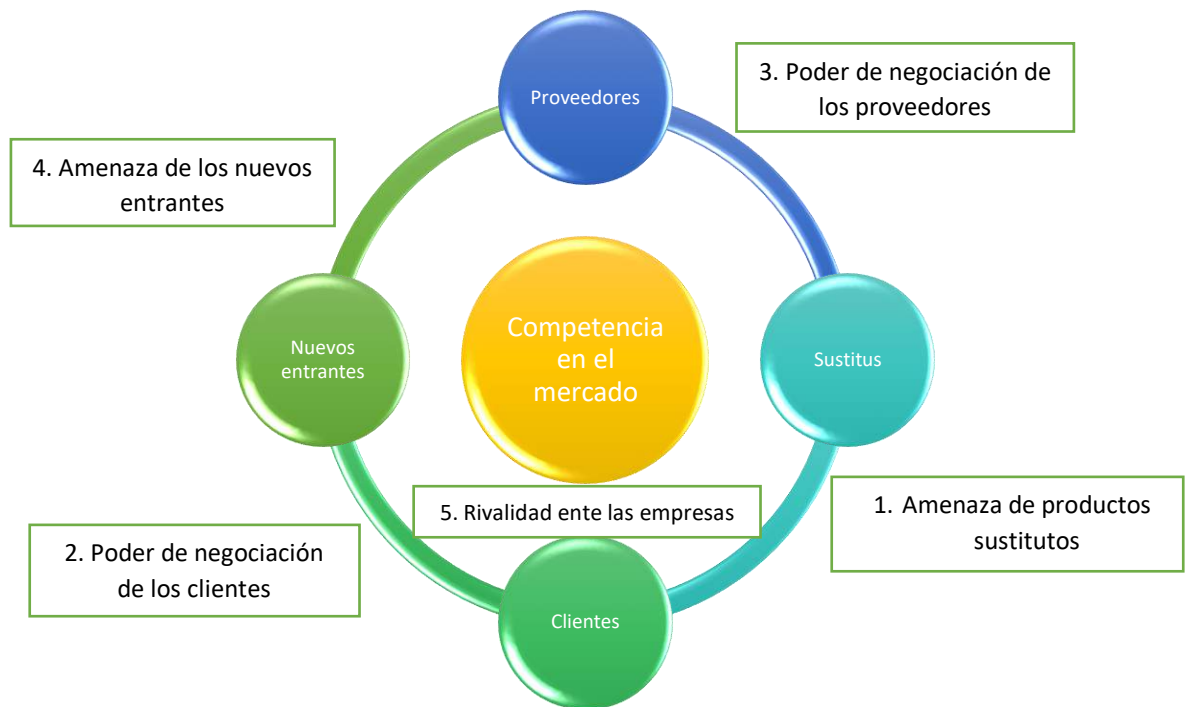 Proveedores
3. Poder de negociación de
los proveedores
4. Amenaza de los nuevos
entrantes
Competencia
en el
mercado
Nuevos
entrantes
Sustitus
5. Rivalidad ente las empresas
1. Amenaza de productos
sustitutos
2. Poder de negociación
de los clientes
Clientes